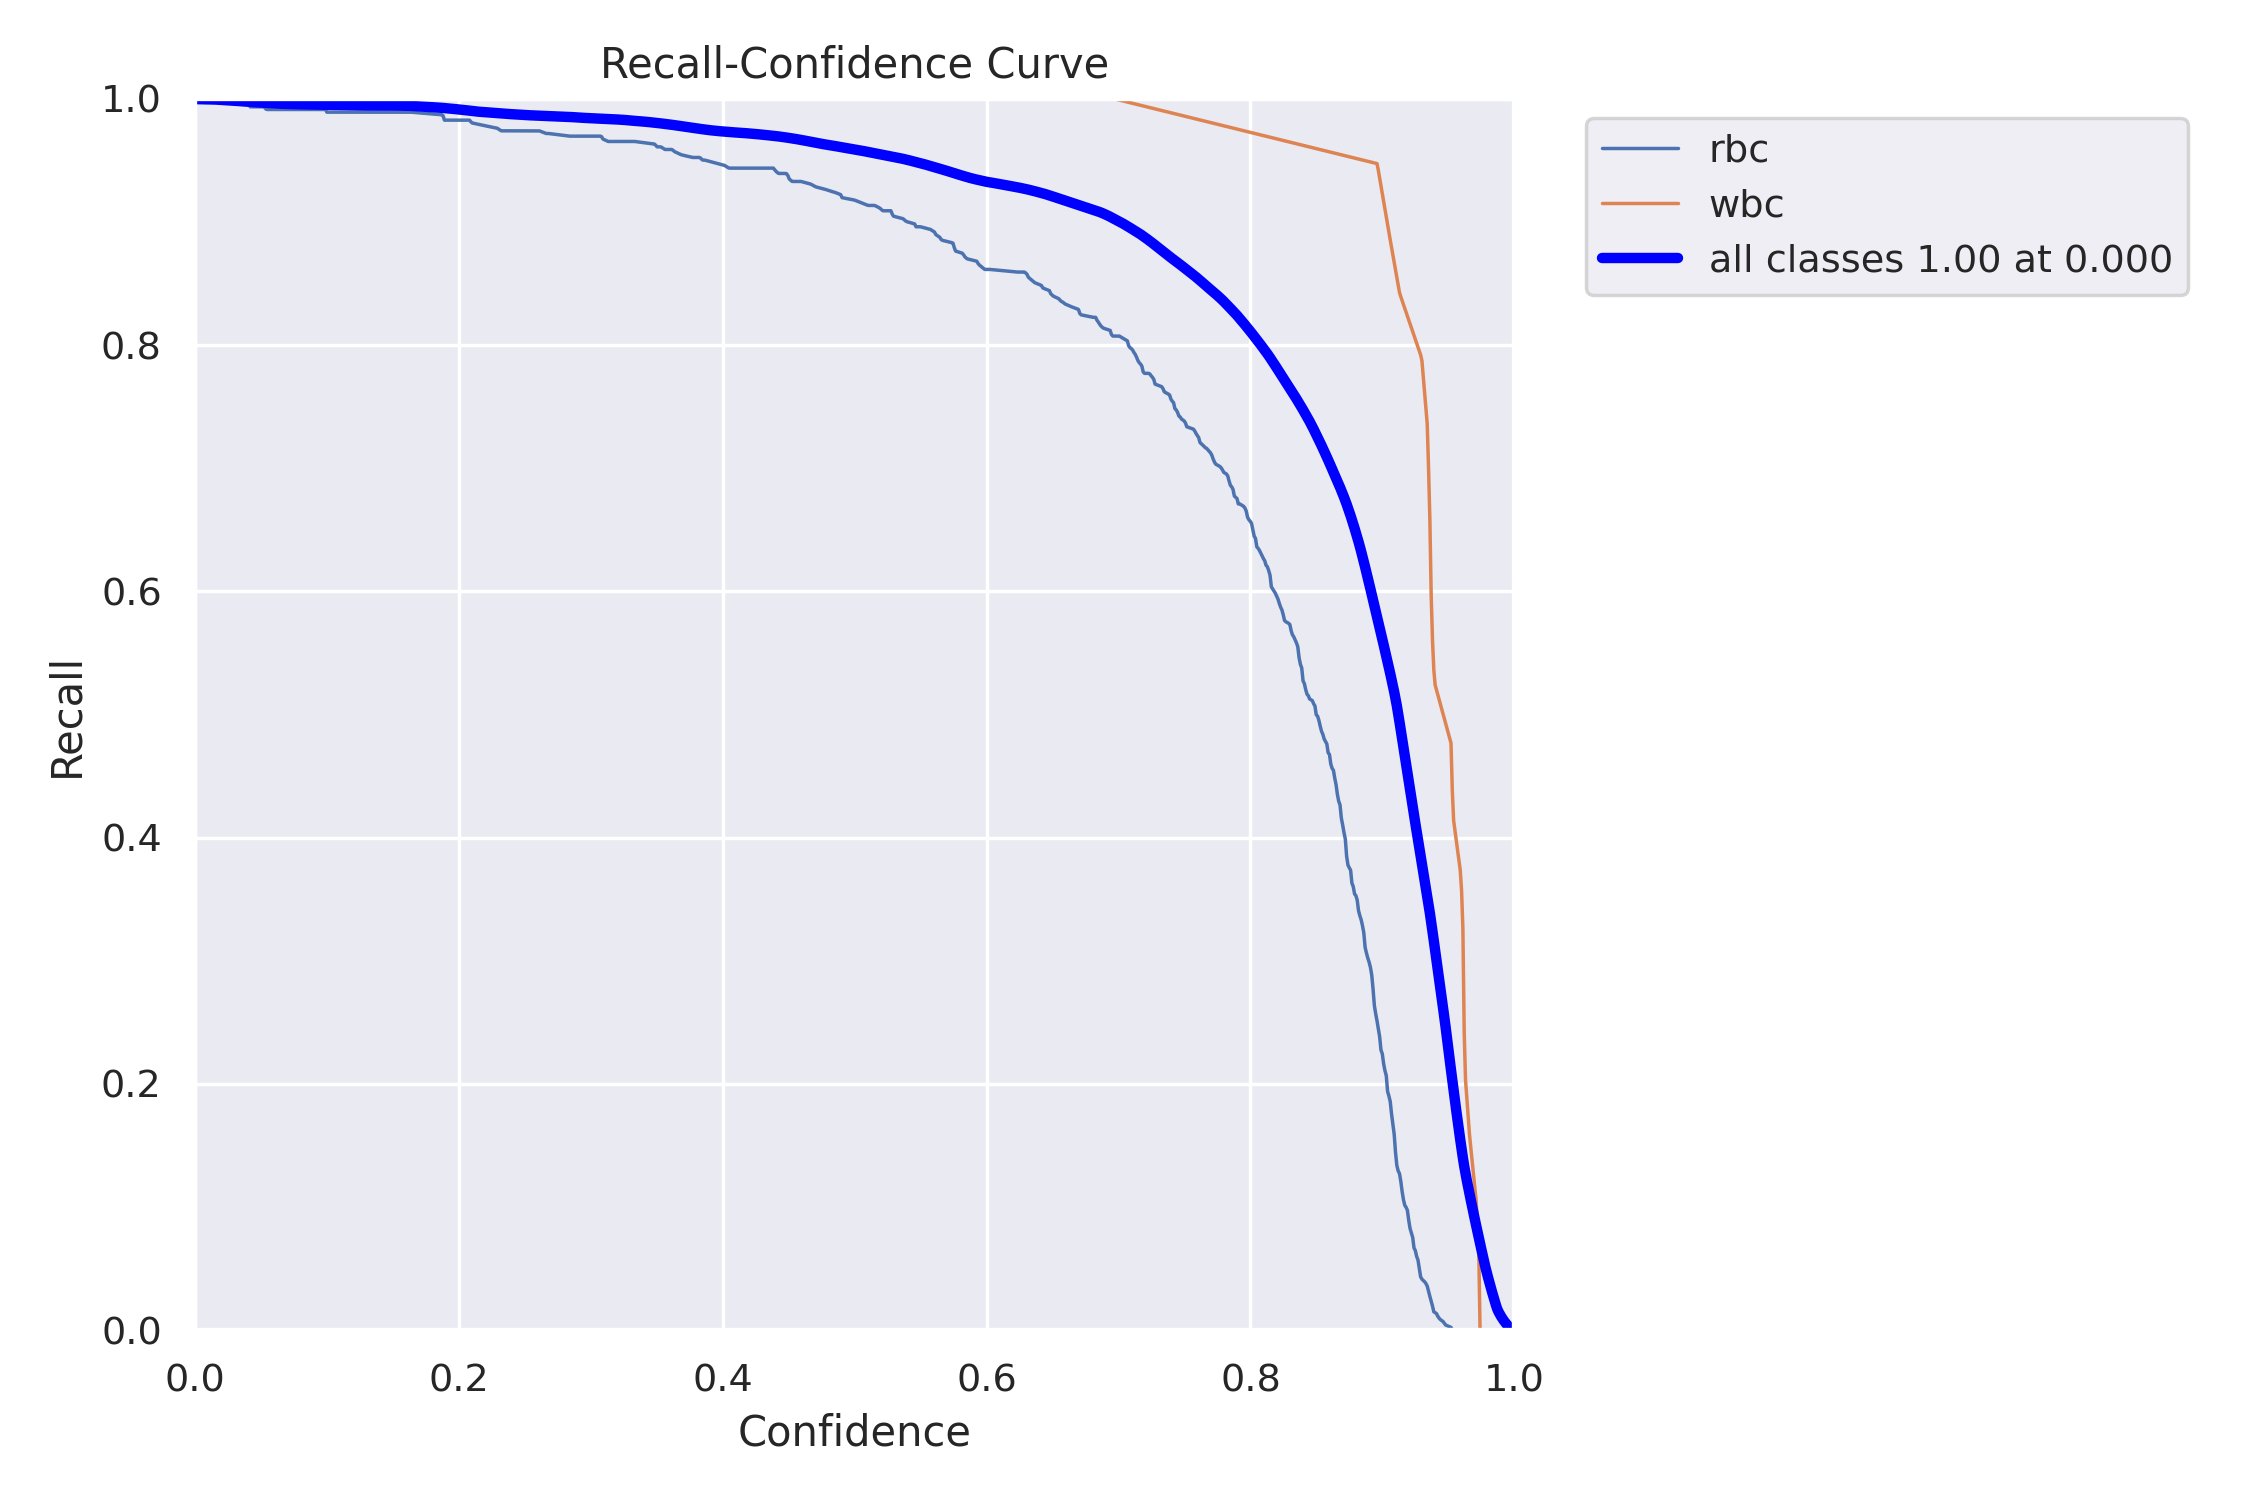 Recall-Confidence Curve
1.0
0.8
0.6
0.4
0.2
0.0
Recall
0.0 0.2 0.4 0.6 0.8 1.0
Confidence
rbc
wbc
all classes 1.00 at 0.000